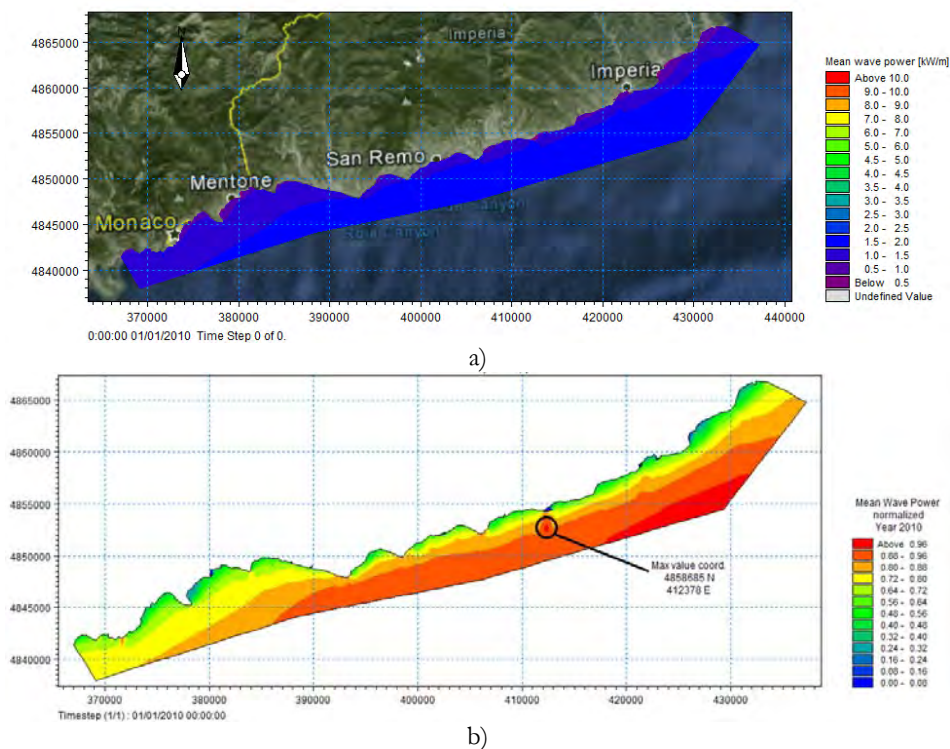 Imperia
Imperia
San Remo
Mentone
Monaco
Canyon
Roia Canyon
N
4865000
4860000
4855000
4850000
4845000
4840000
370000 380000 390000 400000 410000 420000 430000 440000
0:00:00 01/01/2010 Time Step 0 of 0.
Mean wave power [kW/m]
Above 10.0
9.0 - 10.0
8.0 - 9.0
7.0 - 8.0
6.0 - 7.0
5.0 - 6.0
4.5 - 5.0
4.0 - 4.5
3.5 - 4.0
3.0 - 3.5
2.5 - 3.0
2.0 - 2.5
1.5 - 2.0
1.0 - 1.5
0.5 - 1.0
Below 0.5
Undefined Value
a)
4865000
4860000
4855000
4850000
4845000
4840000
370000 380000 390000 400000 410000 420000 430000
Max value coord.
4858685 N
412378 E
Timestep (1/1) : 01/01/2010 00:00:00
Mean Wave Power
normalized
Year 2010
Above 0.96
0.88 - 0.96
0.80 - 0.88
0.72 - 0.80
0.64 - 0.72
0.56 - 0.64
0.48 - 0.56
0.40 - 0.48
0.32 - 0.40
0.24 - 0.32
0.16 - 0.24
0.08 - 0.16
0.00 - 0.08
b)